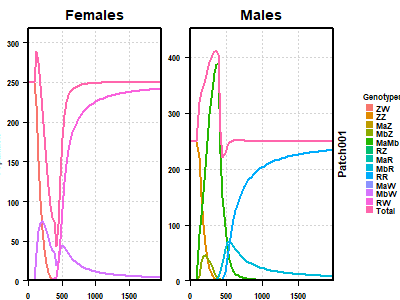 Females
Males
300
250
200
150
100
50
0
0
500
1000
1500
400
300
200
100
0
0
500
1000
1500
Patch001
Genotype
ZW
ZZ
MaZ
MbZ
MaMb
RZ
MaR
MbR
RR
MaW
MbW
RW
Total